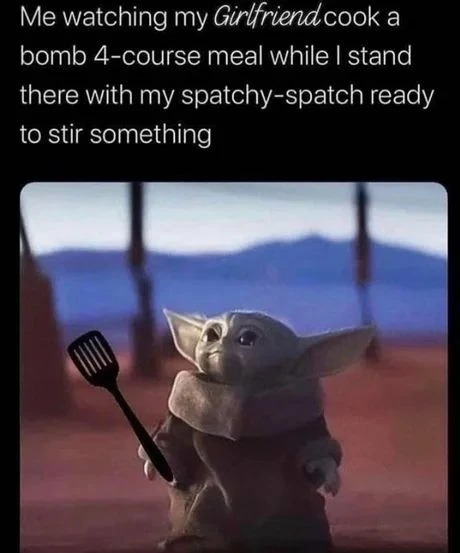 Me watching my Girlfriend cook a
bomb 4-course meal while I stand
there with my spatchy-spatch ready
to stir something